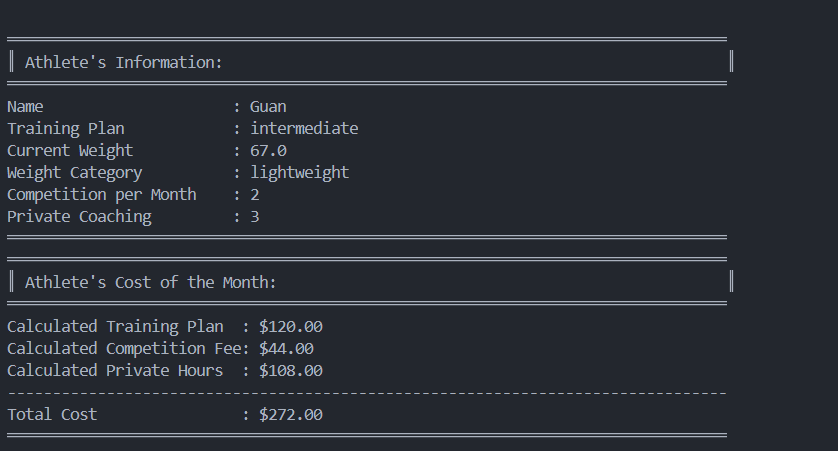 Athlete's Information:
Name : Guan
Training Plan : intermediate
Current Weight : 67.0
Weight Category : lightweight
Competition per Month : 2
Private Coaching : 3
Athlete's Cost of the Month:
Calculated Training Plan : $120.00
Calculated Competition Fee: $44.00
Calculated Private Hours : $108.00
Total Cost : $272.00